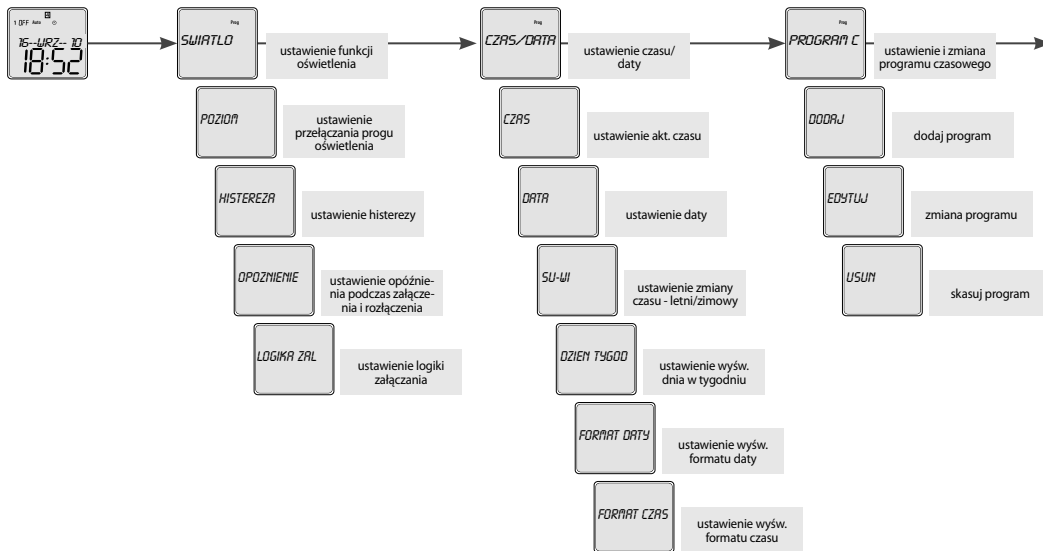 1 OFF Auto
16--WRZ-- 10
18:52
Prog
SWIATLO
ustawienie funkcji
oświetlenia
POZIOM
ustawienie
przełączania progu
oświetlenia
HISTEREZA
ustawienie histerezy
OPOZNIENIE
ustawienie opóźnie-
nia podczas załącze-
nia i rozłączenia
LOGIKA ZAL
ustawienie logiki
załączania
Prog
CZAS/DATA
ustawienie czasu/
daty
CZAS
ustawienie akt. czasu
DATA
ustawienie daty
SU-WI
ustawienie zmiany
czasu - letni/zimowy
DZIEN TYGOD
ustawienie wyśw.
dnia w tygodniu
FORMAT DATY
ustawienie wyśw.
formatu daty
FORMAT CZAS
ustawienie wyśw.
formatu czasu
Prog
PROGRAM C
ustawienie i zmiana
programu czasowego
DODAJ
dodaj program
EDYTUJ
zmiana programu
USUN
skasuj program